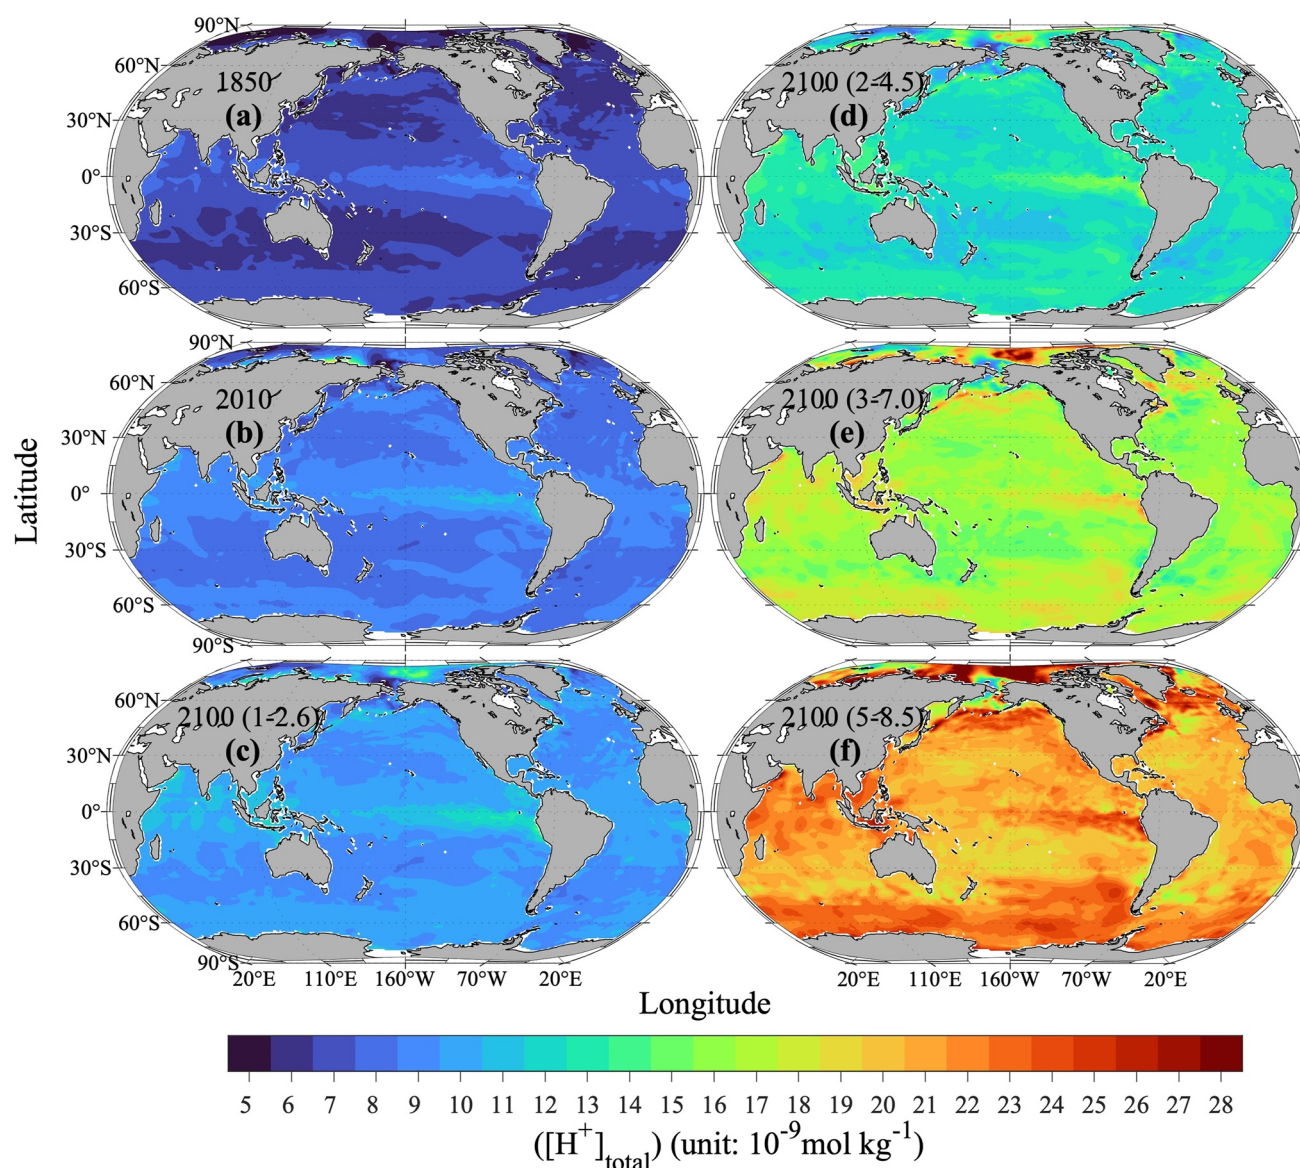 90°N
60°N
30°N
0°
30°S
60°S
1850
(a)
2100 (2-4.5)
(d)
90°N
60°N
30°N
0°
30°S
60°S
90°S
2010
(b)
2100 (3-7.0)
(e)
Latitude
60°N
30°N
0°
30°S
60°S
90°S
2100 (1-2.6)
(c)
2100 (5-8.5)
(f)
20°E 110°E 160°W 70°W 20°E
20°E 110°E 160°W 70°W 20°E
Longitude
5 6 7 8 9 10 11 12 13 14 15 16 17 18 19 20 21 22 23 24 25 26 27 28
([H⁺]total) (unit: 10⁻⁹mol kg⁻¹)